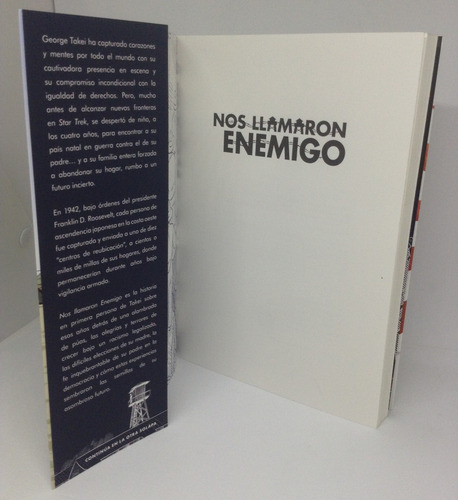 George Takei ha capturado corazones
y mentes por todo el mundo con su
cautivadora presencia en escena y
su compromiso incondicional con la
igualdad de derechos. Pero, mucho
antes de alcanzar nuevas fronteras
en Star Trek, se despertó de niño, a
los cuatro años, para encontrar a su
país natal en guerra contra el de su
padre... y a su familia entera forzada
a abandonar su hogar, rumbo a un
futuro incierto.
En 1942, bajo órdenes del presidente
Franklin D. Roosevelt, cada persona de
ascendencia japonesa en la costa oeste
fue capturada y enviada a uno de diez
"centros de reubicación", a cientos o
miles de millas de sus hogares, donde
permanecerían durante años bajo
vigilancia armada.
Nos llamaron Enemigo es la historia
en primera persona de Takei sobre
esos años detrás de una alambrada
de púas, las alegrías y terrores de
crecer bajo un racismo legalizado,
las difíciles elecciones de su madre, la
fe inquebrantable de su padre en la
democracia y cómo estas experiencias
sembraron las semillas de su
asombroso futuro.
CONTINÚA EN LA OTRA SOLAPA
NOS LLAMARON
ENEMIGO